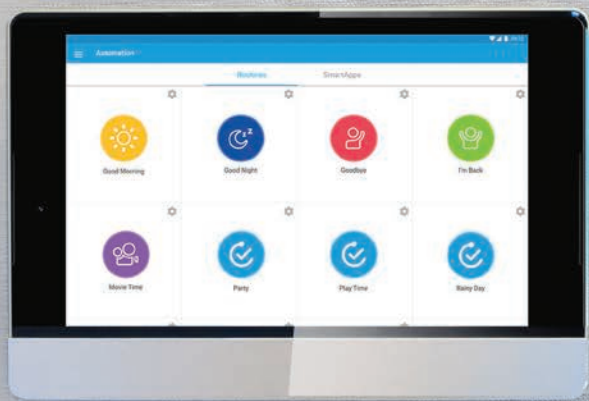 Automation
Routines SmartApps
Good Morning Good Night Goodbye I'm Back
Movie Time Party Play Time Rainy Day